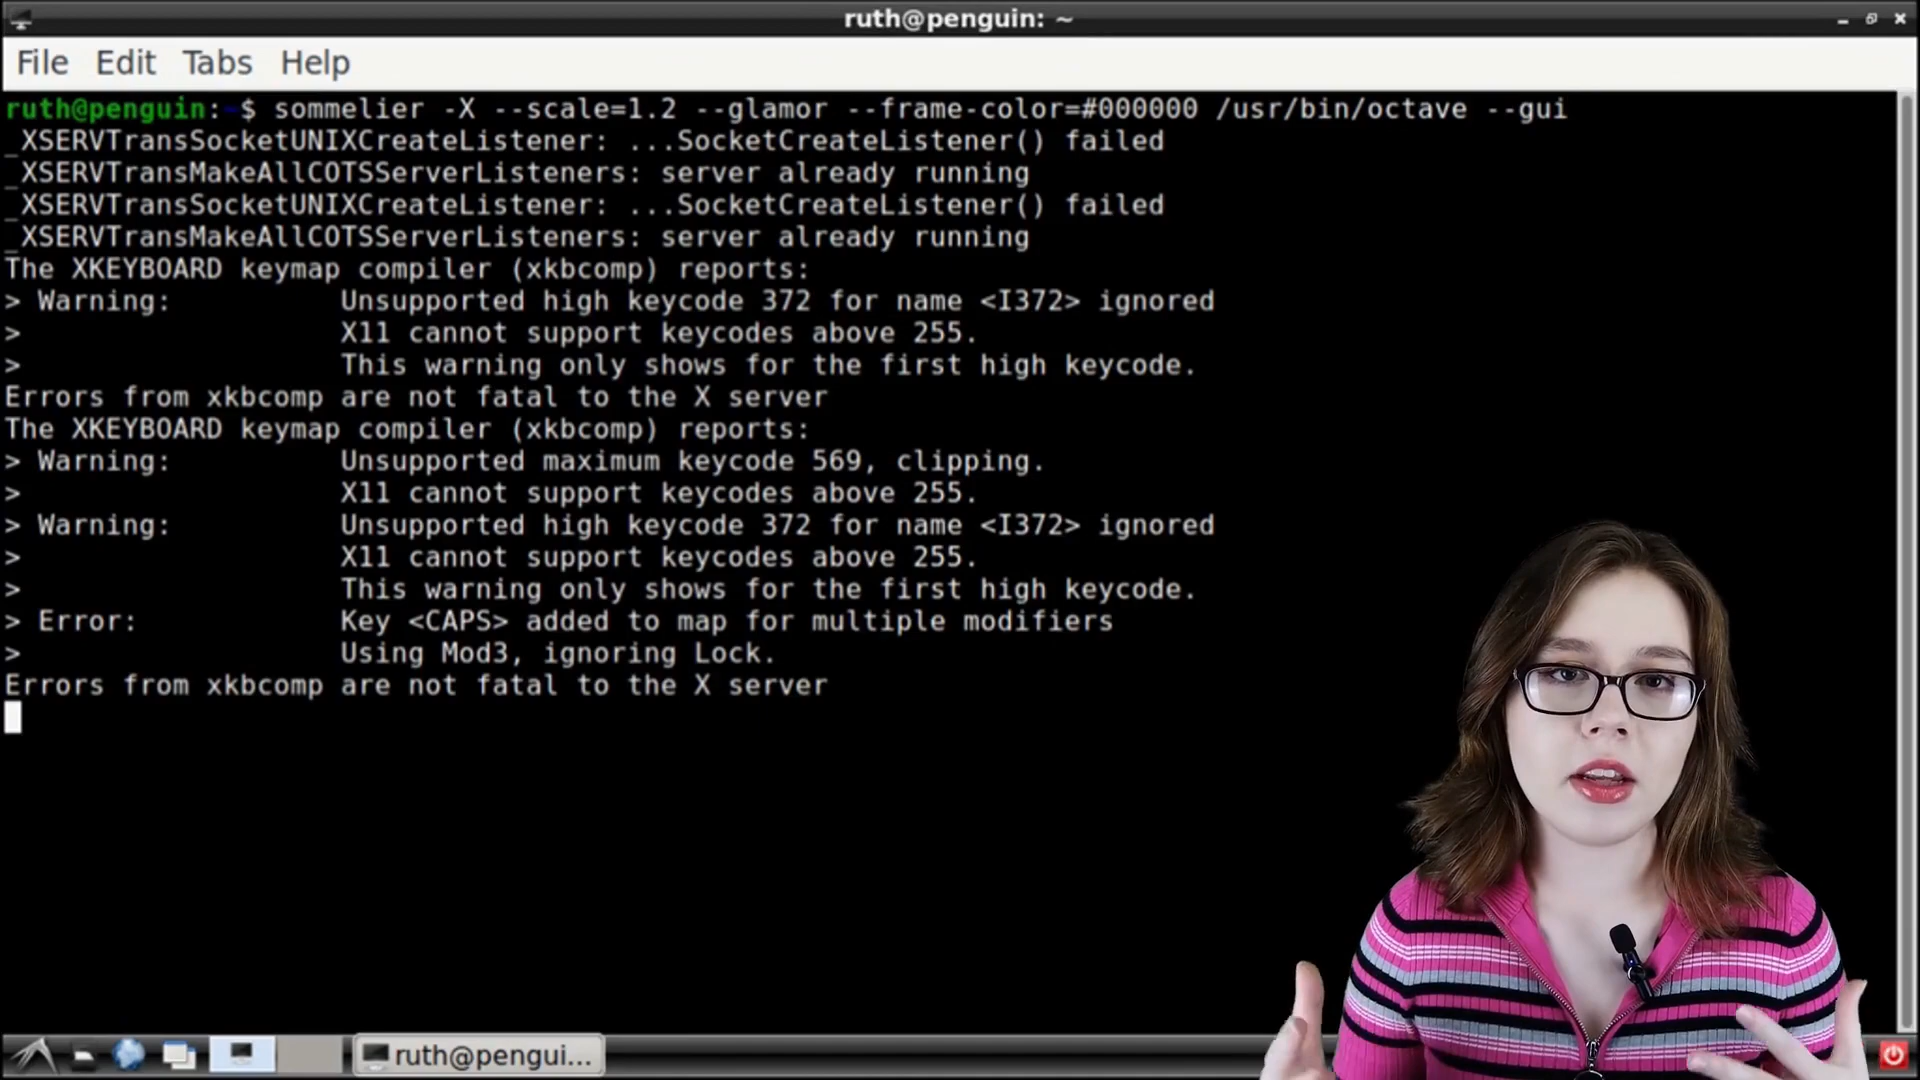 ruth@penguin: ~
File Edit Tabs Help
ruth@penguin:~$ sommelier -X --scale=1.2 --glamor --frame-color=#000000 /usr/bin/octave --gui
_XSERVTransSocketUNIXCreateListener: ...SocketCreateListener() failed
_XSERVTransMakeAllCOTSServerListeners: server already running
_XSERVTransSocketUNIXCreateListener: ...SocketCreateListener() failed
_XSERVTransMakeAllCOTSServerListeners: server already running
The XKEYBOARD keymap compiler (xkbcomp) reports:
> Warning:          Unsupported high keycode 372 for name <I372> ignored
>                   X11 cannot support keycodes above 255.
>                   This warning only shows for the first high keycode.
Errors from xkbcomp are not fatal to the X server
The XKEYBOARD keymap compiler (xkbcomp) reports:
> Warning:          Unsupported maximum keycode 569, clipping.
>                   X11 cannot support keycodes above 255.
> Warning:          Unsupported high keycode 372 for name <I372> ignored
>                   X11 cannot support keycodes above 255.
>                   This warning only shows for the first high keycode.
> Error:            Key <CAPS> added to map for multiple modifiers
>                   Using Mod3, ignoring Lock.
Errors from xkbcomp are not fatal to the X server
ruth@pengui...